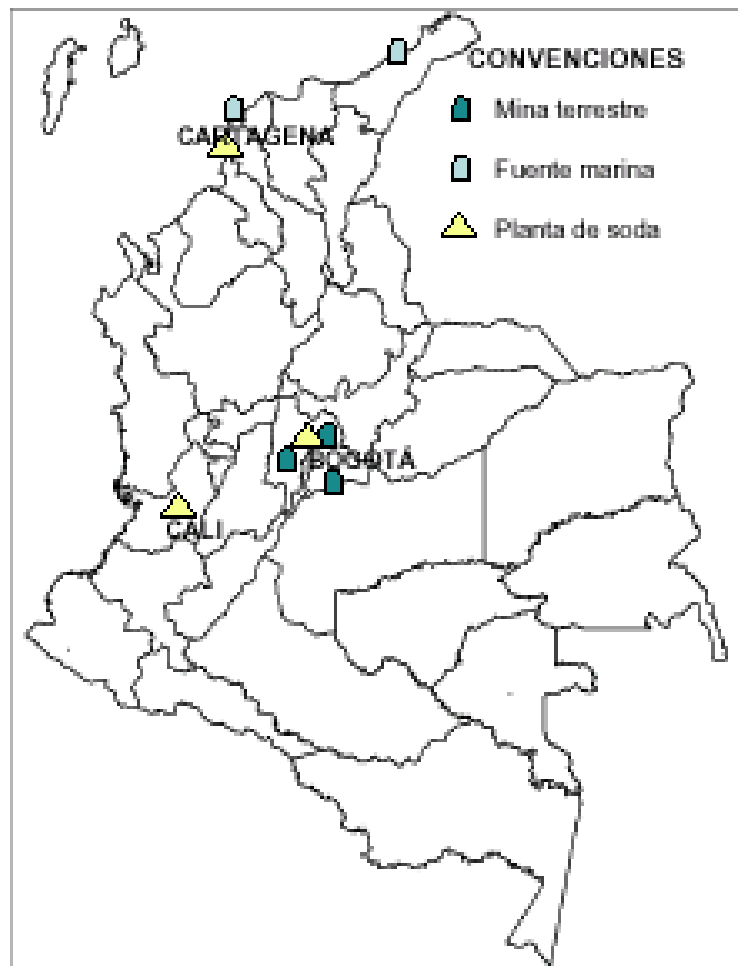 CONVENCIONES
Mina terrestre
Fuente marina
Planta de soda
CARTAGENA
BOGOTÁ
CALI